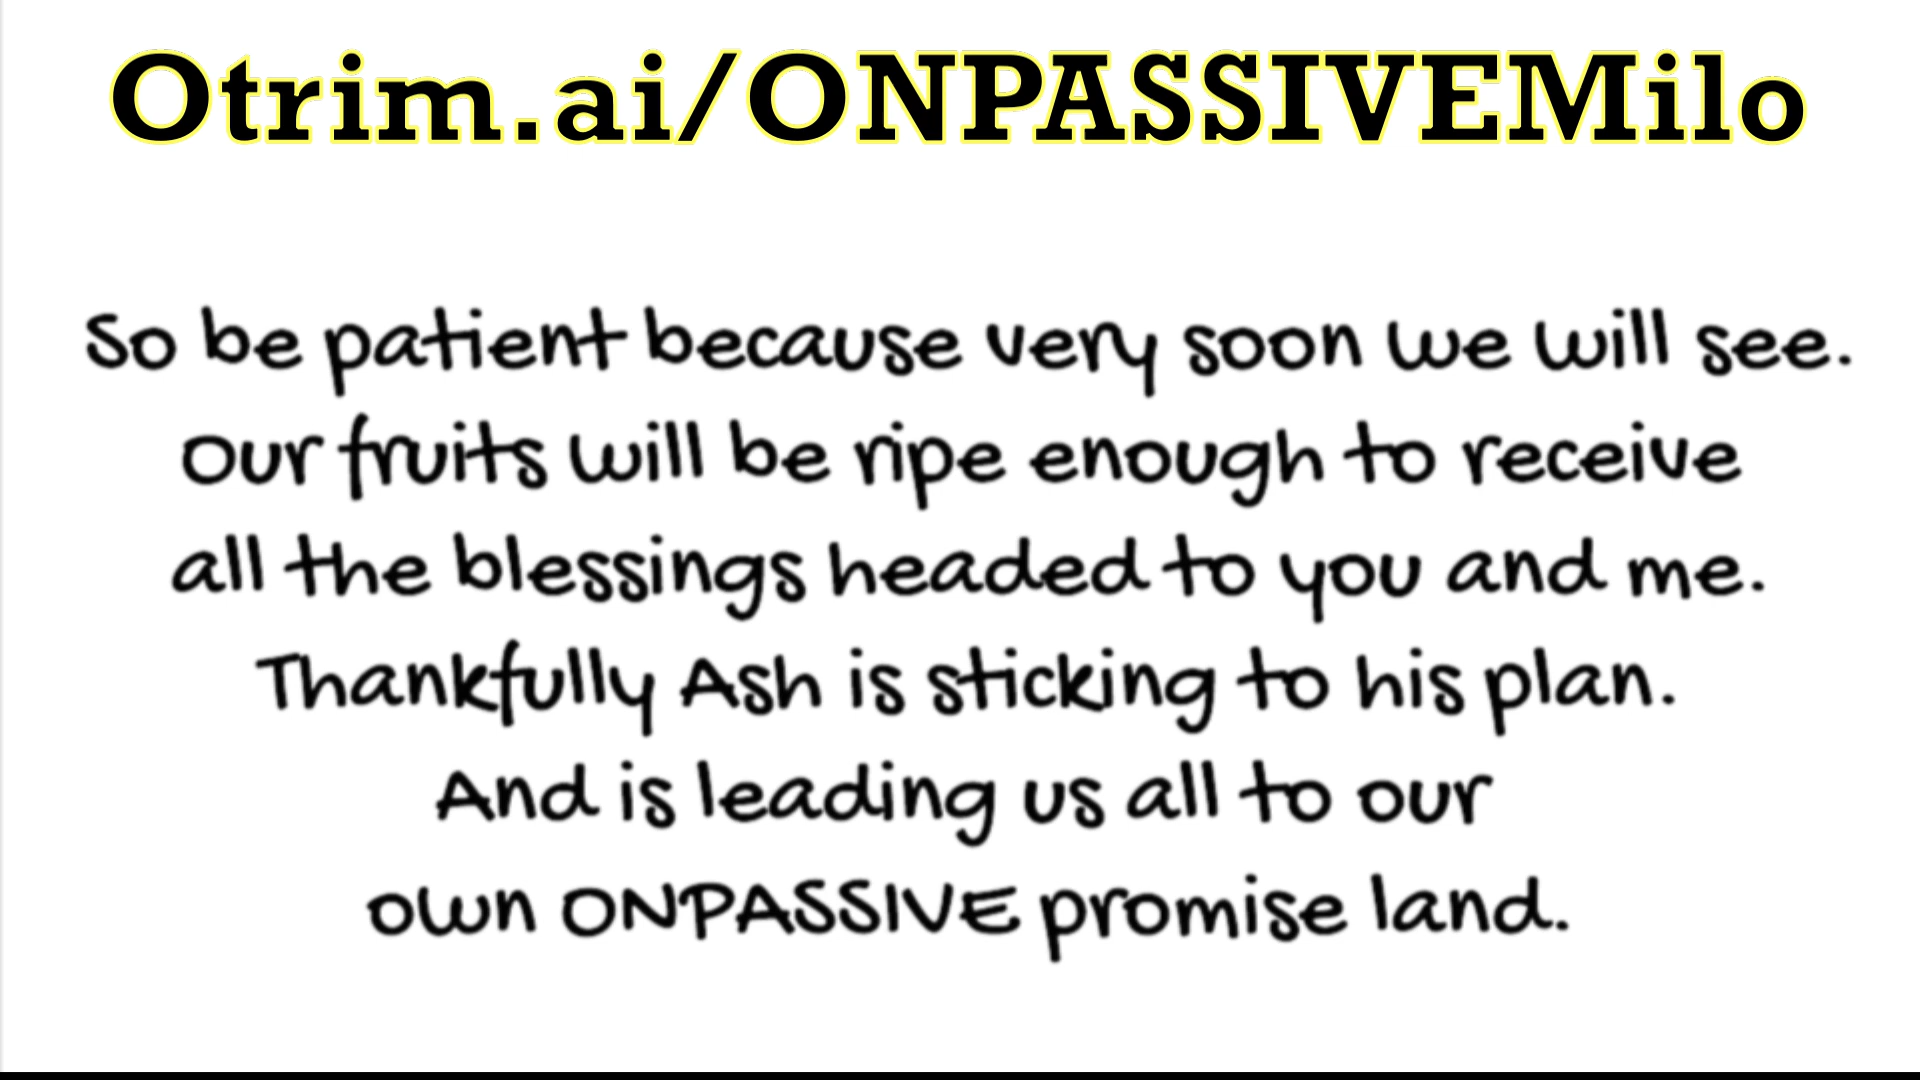 Otrim.ai/ONPASSIVEMilo
So be patient because very soon we will see.
Our fruits will be ripe enough to receive
all the blessings headed to you and me.
Thankfully Ash is sticking to his plan.
And is leading us all to our
own ONPASSIVE promise land.